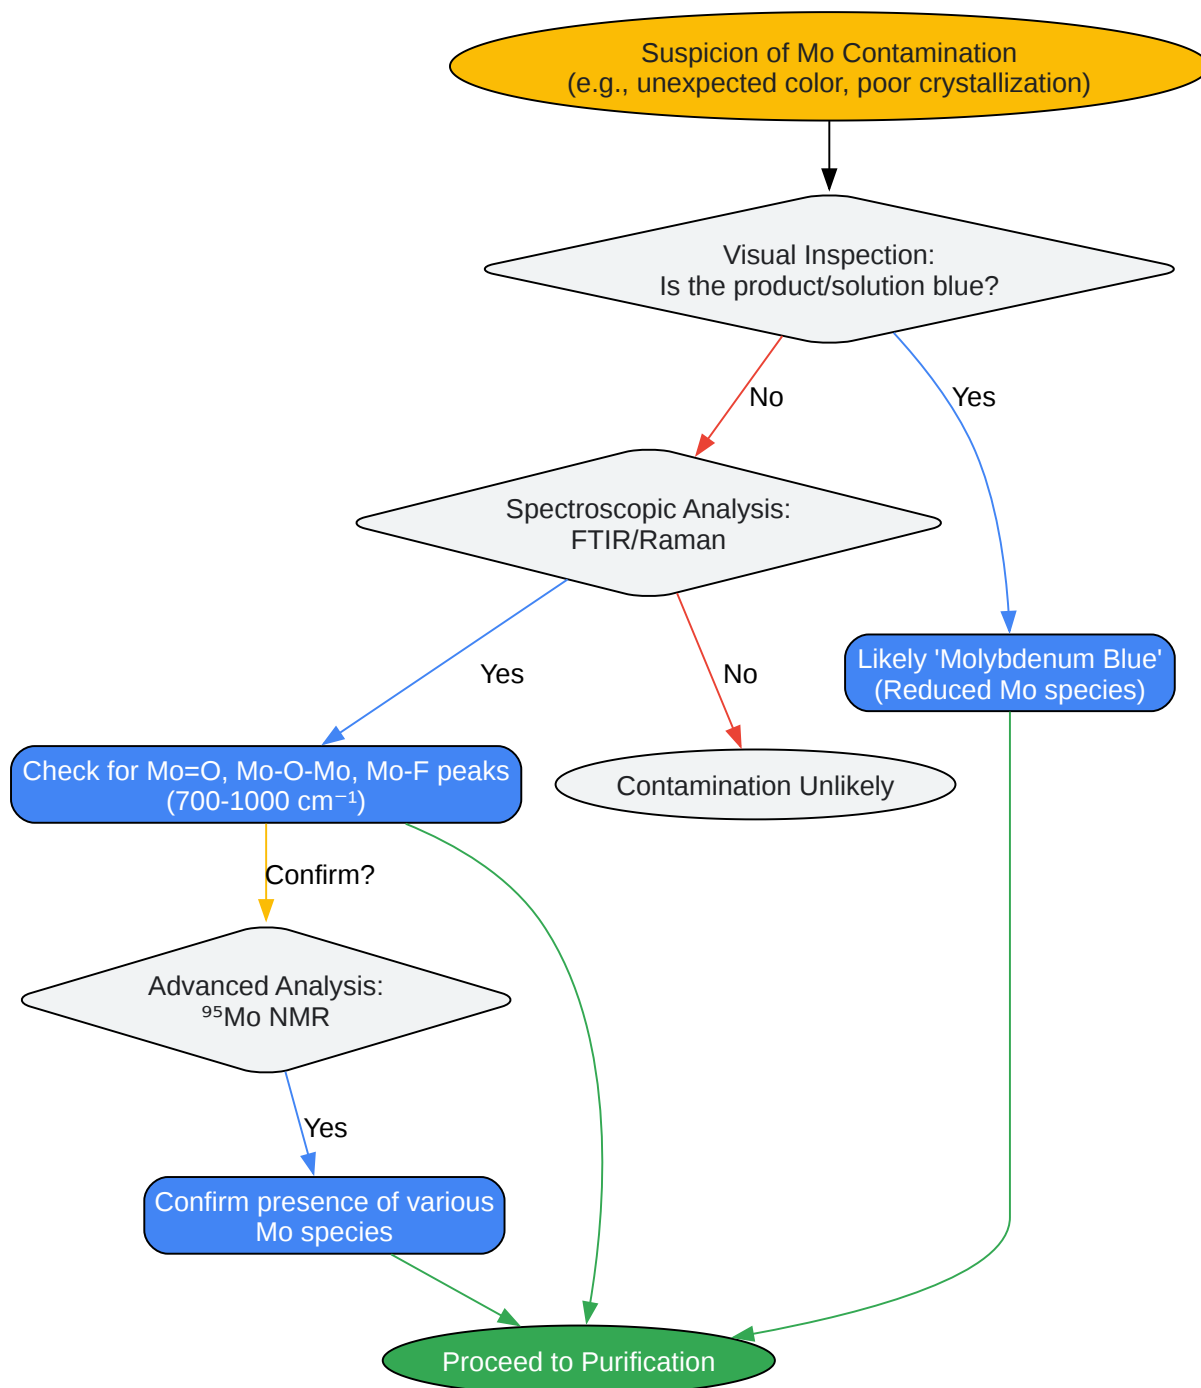 Suspicion of Mo Contamination
(e.g., unexpected color, poor crystallization)
Visual Inspection:
Is the product/solution blue?
No
Yes
Spectroscopic Analysis:
FTIR/Raman
Likely 'Molybdenum Blue'
(Reduced Mo species)
Yes
No
Check for Mo=O, Mo-O-Mo, Mo-F peaks
(700-1000 cm⁻¹)
Contamination Unlikely
Confirm?
Advanced Analysis:
⁹⁵Mo NMR
Yes
Confirm presence of various
Mo species
Proceed to Purification